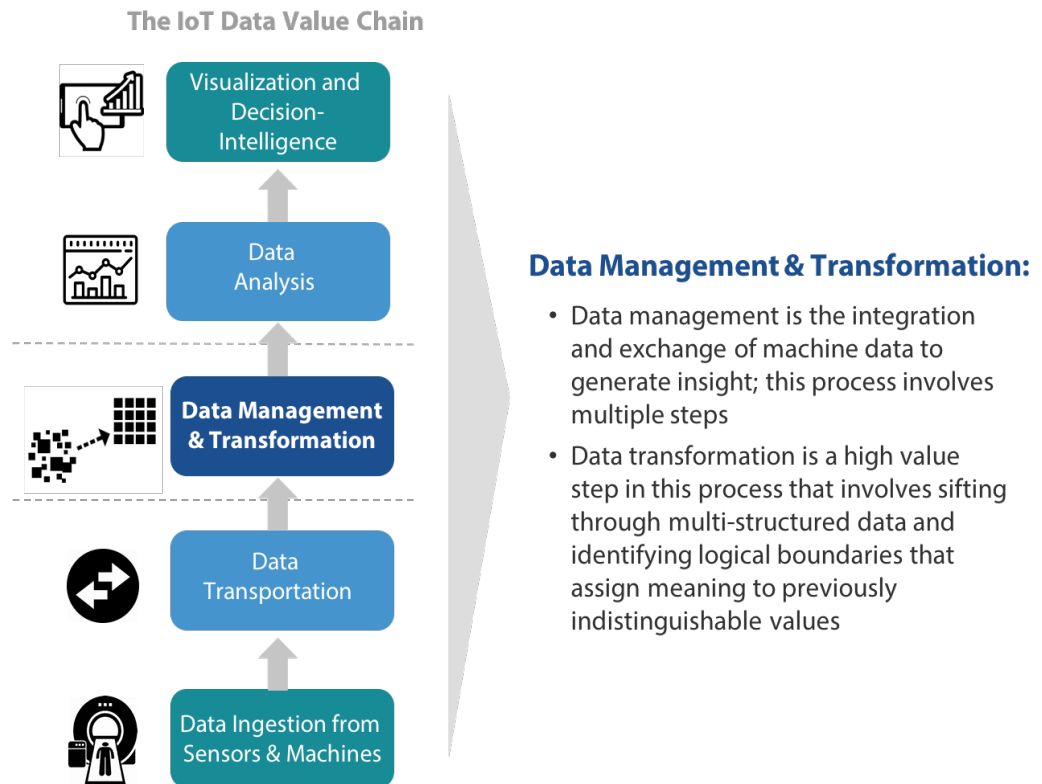 The IoT Data Value Chain
Visualization and
Decision-
Intelligence
Data
Analysis
Data Management
& Transformation
Data
Transportation
Data Ingestion from
Sensors & Machines
Data Management & Transformation:
• Data management is the integration
and exchange of machine data to
generate insight; this process involves
multiple steps
• Data transformation is a high value
step in this process that involves sifting
through multi-structured data and
identifying logical boundaries that
assign meaning to previously
indistinguishable values